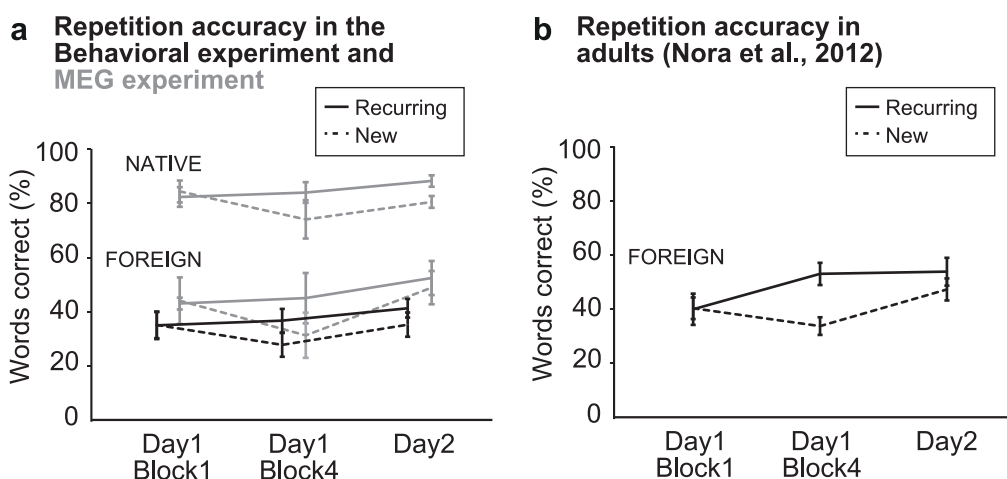 a Repetition accuracy in the
Behavioral experiment and
MEG experiment
Recurring
New
100
80
60
40
20
0
Words correct (%)
NATIVE
FOREIGN
Day1
Block1
Day1
Block4
Day2
b Repetition accuracy in
adults (Nora et al., 2012)
Recurring
New
100
80
60
40
20
0
Words correct (%)
FOREIGN
Day1
Block1
Day1
Block4
Day2